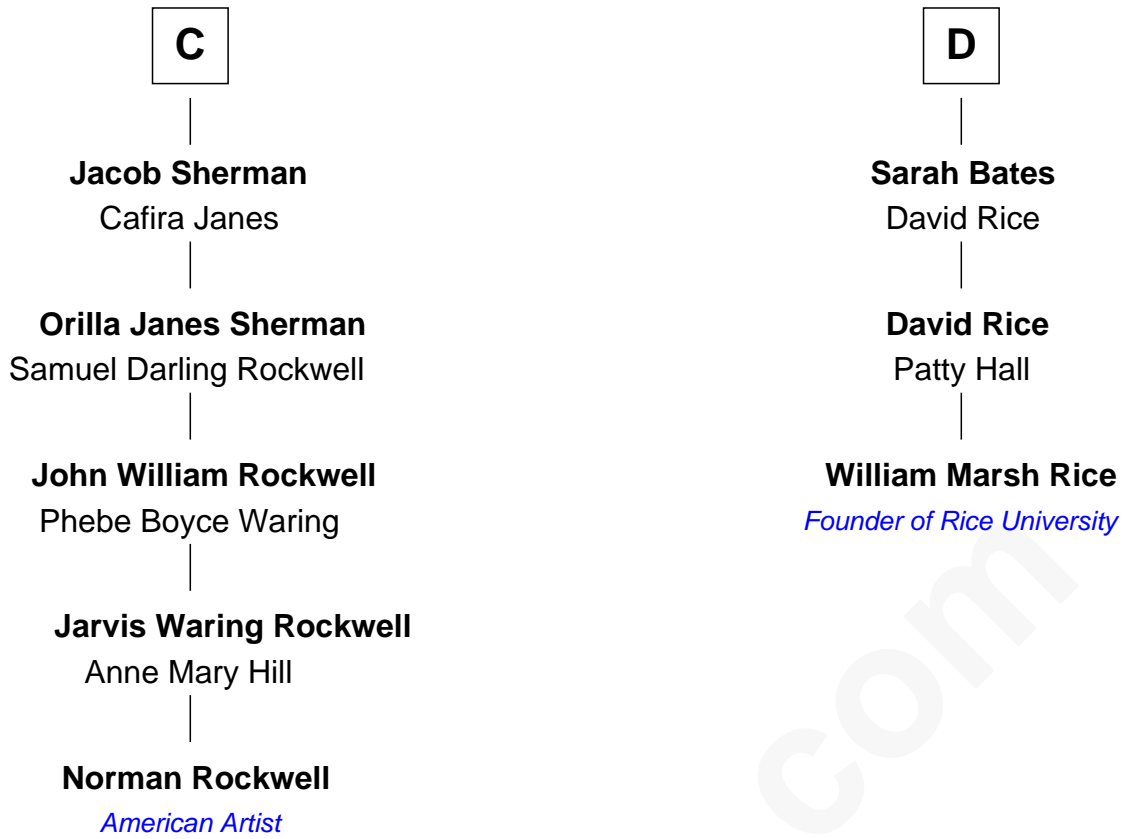 C
Jacob Sherman
Cafira Janes
Orilla Janes Sherman
Samuel Darling Rockwell
John William Rockwell
Phebe Boyce Waring
Jarvis Waring Rockwell
Anne Mary Hill
Norman Rockwell
American Artist
D
Sarah Bates
David Rice
David Rice
Patty Hall
William Marsh Rice
Founder of Rice University
com